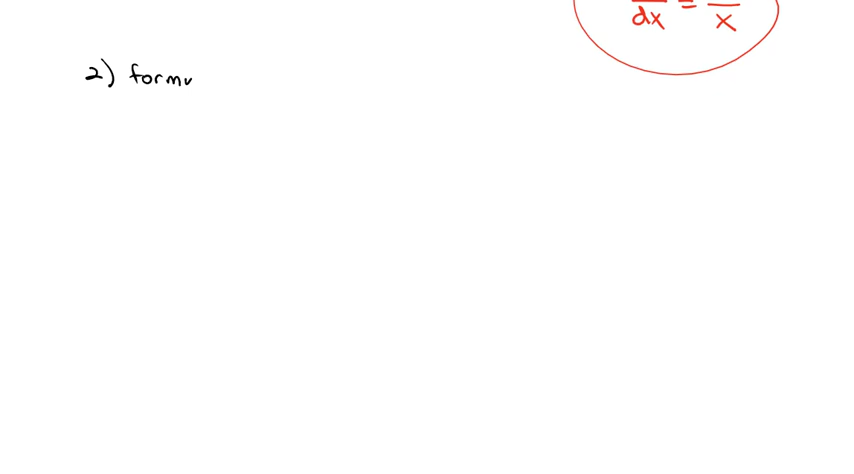 dx = x
2) formu